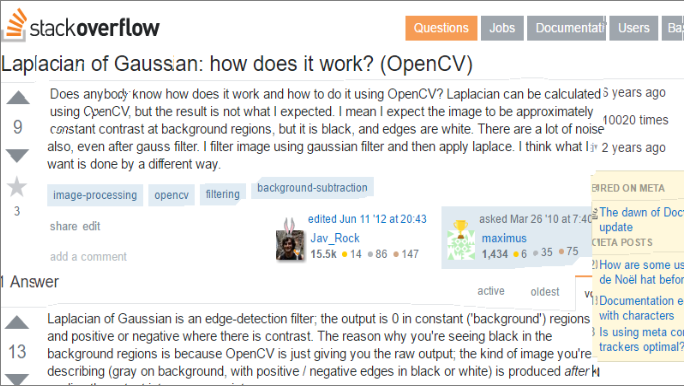 stackoverflow
Questions Jobs Documentati Users Ba
Laplacian of Gaussian: how does it work? (OpenCV)
Does anybody know how does it work and how to do it using OpenCV? Laplacian can be calculated
using OpenCV, but the result is not what I expected. I mean I expect the image to be approximately
constant contrast at background regions, but it is black, and edges are white. There are a lot of noise
also, even after gauss filter. I filter image using gaussian filter and then apply laplace. I think what I
want is done by a different way.
9
3
6 years ago
10020 times
2 years ago
image-processing opencv filtering background-subtraction
share edit
edited Jun 11 '12 at 20:43
Jav_Rock
15.5k 14 86 147
asked Mar 26 '10 at 7:40
maximus
1,434 6 35 75
add a comment
IRED ON META
The dawn of Doc
update
META POSTS
How are some us
de Noël hat befor
Documentation e
with characters
Is using meta co
trackers optimal?
1 Answer
active oldest vo
13
Laplacian of Gaussian is an edge-detection filter; the output is 0 in constant ('background') regions
and positive or negative where there is contrast. The reason why you're seeing black in the
background regions is because OpenCV is just giving you the raw output; the kind of image you're
describing (gray on background, with positive / negative edges in black or white) is produced after